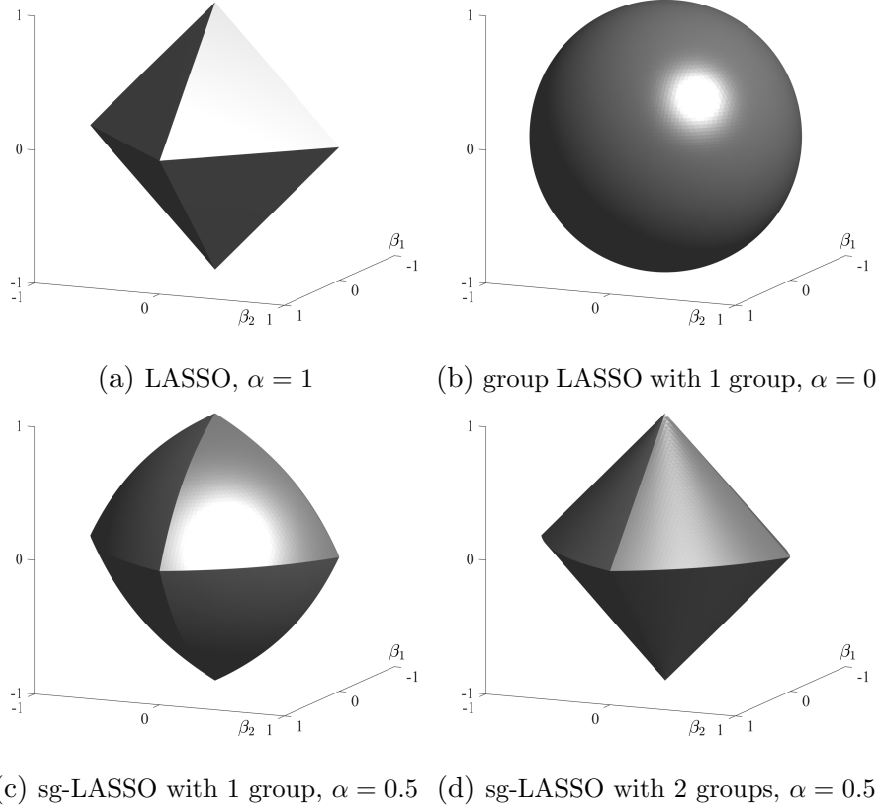 1
0
-1
-1
0
β2 1
1
0
-1
β1
(a) LASSO, α = 1
1
0
-1
-1
0
β2 1
1
0
-1
β1
(b) group LASSO with 1 group, α = 0
1
0
-1
-1
0
β2 1
1
0
-1
β1
(c) sg-LASSO with 1 group, α = 0.5
1
0
-1
-1
0
β2 1
1
0
-1
β1
(d) sg-LASSO with 2 groups, α = 0.5